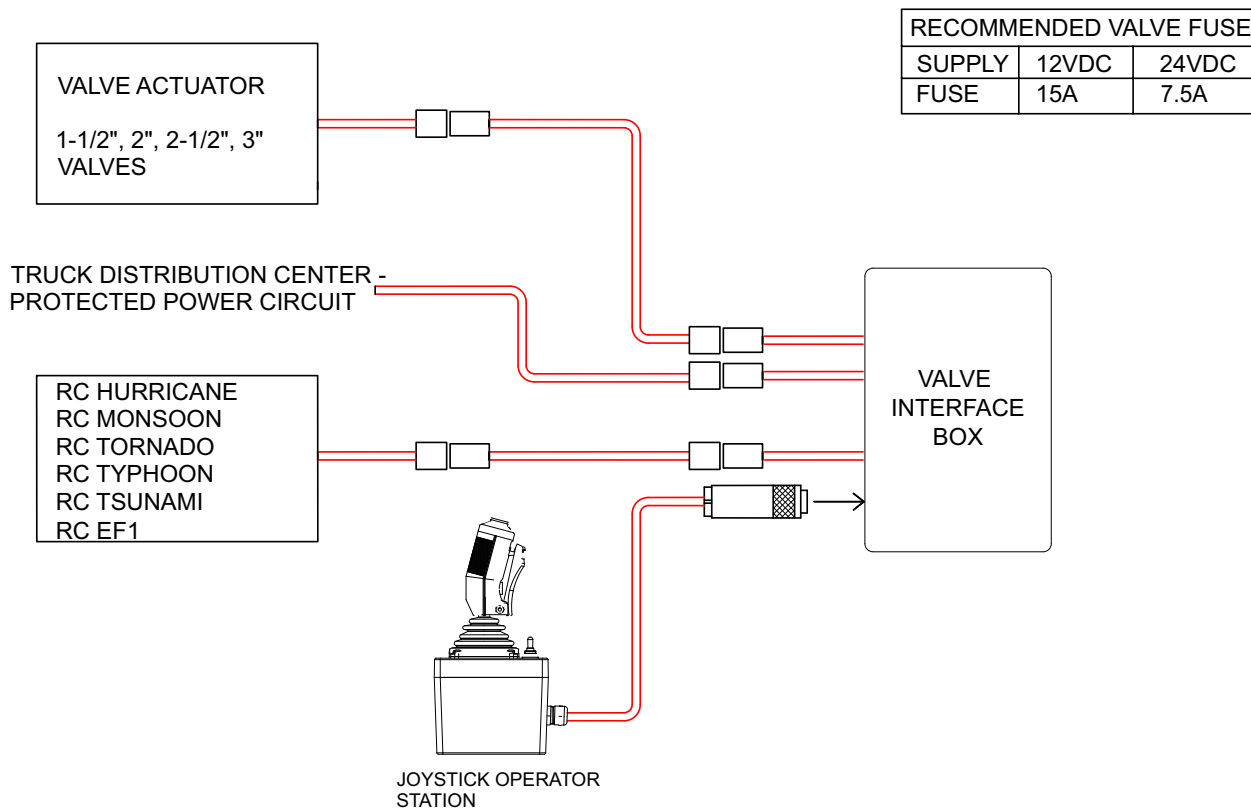 RECOMMENDED VALVE FUSE
SUPPLY 12VDC 24VDC
FUSE 15A 7.5A
VALVE ACTUATOR
1-1/2", 2", 2-1/2", 3"
VALVES
TRUCK DISTRIBUTION CENTER -
PROTECTED POWER CIRCUIT
RC HURRICANE
RC MONSOON
RC TORNADO
RC TYPHOON
RC TSUNAMI
RC EF1
VALVE
INTERFACE
BOX
JOYSTICK OPERATOR
STATION